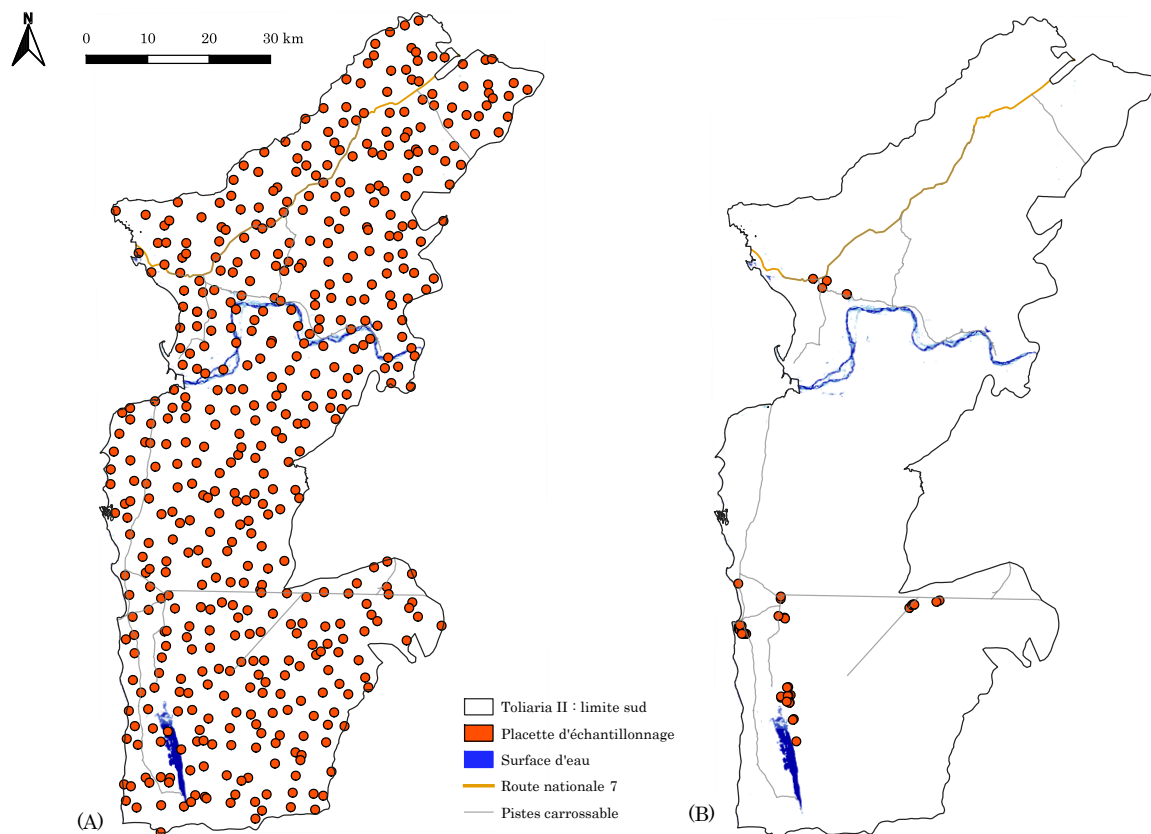 N
0 10 20 30 km
Toliaria II : limite sud
Placette d'échantillonnage
Surface d'eau
Route nationale 7
Pistes carrossable
(A)
(B)